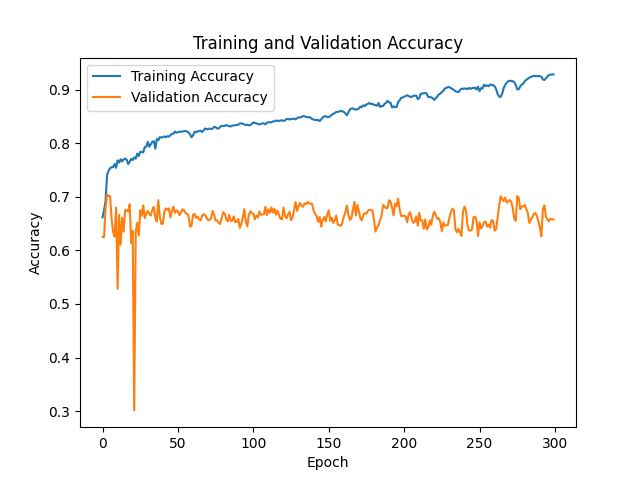 Training and Validation Accuracy
Training Accuracy
Validation Accuracy
Accuracy
0.9
0.8
0.7
0.6
0.5
0.4
0.3
0 50 100 150 200 250 300
Epoch